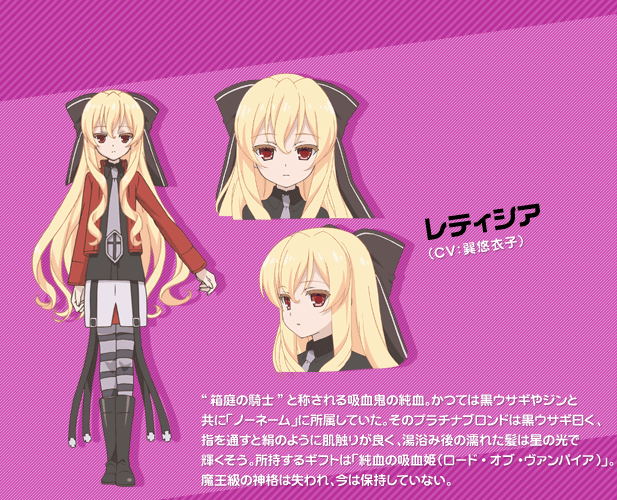 レティシア
(CV:巽悠衣子)
“箱庭の騎士”と称される吸血鬼の純血。かつては黒ウサギやジンと
共に「ノーネーム」に所属していた。そのプラチナブロンドは黒ウサギ曰く、
指を通すと絹のように肌触りが良く、湯浴み後の濡れた髪は星の光で
輝くそう。所持するギフトは「純血の吸血姫(ロード・オブ・ヴァンパイア)」。
魔王級の神格は失われ、今は保持していない。